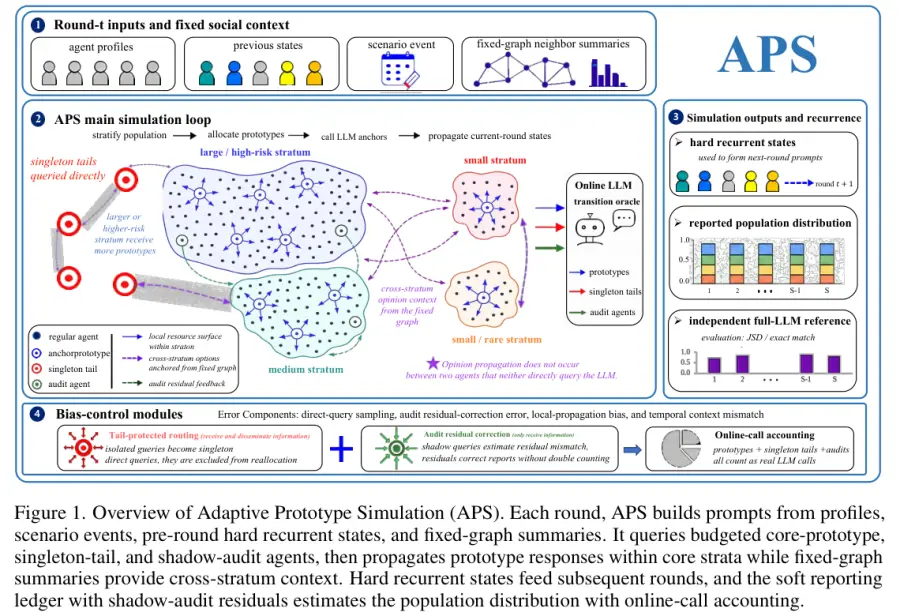 1 Round-t inputs and fixed social context
agent profiles
previous states
scenario event
fixed-graph neighbor summaries
APS
2 APS main simulation loop
stratify population
allocate prototypes
call LLM anchors
propagate current-round states
singleton tails
queried directly
large / high-risk stratum
small stratum
larger or
higher-risk
stratum receive
more prototypes
cross-stratum
opinion context
from the fixed
graph
medium stratum
small / rare stratum
Opinion propagation does not occur
between two agents that neither directly query the LLM.
Online LLM
transition oracle
prototypes
singleton tails
audit agents
regular agent
anchorprototype
singleton tail
audit agent
local resource surface
within straton
cross-stratum options
anchored from fixed graph
audit residual feedback
3 Simulation outputs and recurrence
➢ hard recurrent states
used to form next-round prompts
round t + 1
➢ reported population distribution
1.0
0.5
0
1 2 • • • S-1 S
➢ independent full-LLM reference
evaluation: JSD / exact match
1.0
0.5
0.0
1 2 • • • S-1 S
4 Bias-control modules
Error Components: direct-query sampling, audit residual-correction error, local-propagation bias, and temporal context mismatch
Tail-protected routing (receive and disseminate information)
isolated queries become singleton
direct queries, they are excluded from reallocation
Audit residual correction (only receive information)
shadow queries estimate residual mismatch,
residuals correct reports without double counting
Online-call accounting
prototypes + singleton tails +audits
all count as real LLM calls
Figure 1. Overview of Adaptive Prototype Simulation (APS). Each round, APS builds prompts from profiles,
scenario events, pre-round hard recurrent states, and fixed-graph summaries. It queries budgeted core-prototype,
singleton-tail, and shadow-audit agents, then propagates prototype responses within core strata while fixed-graph
summaries provide cross-stratum context. Hard recurrent states feed subsequent rounds, and the soft reporting
ledger with shadow-audit residuals estimates the population distribution with online-call accounting.